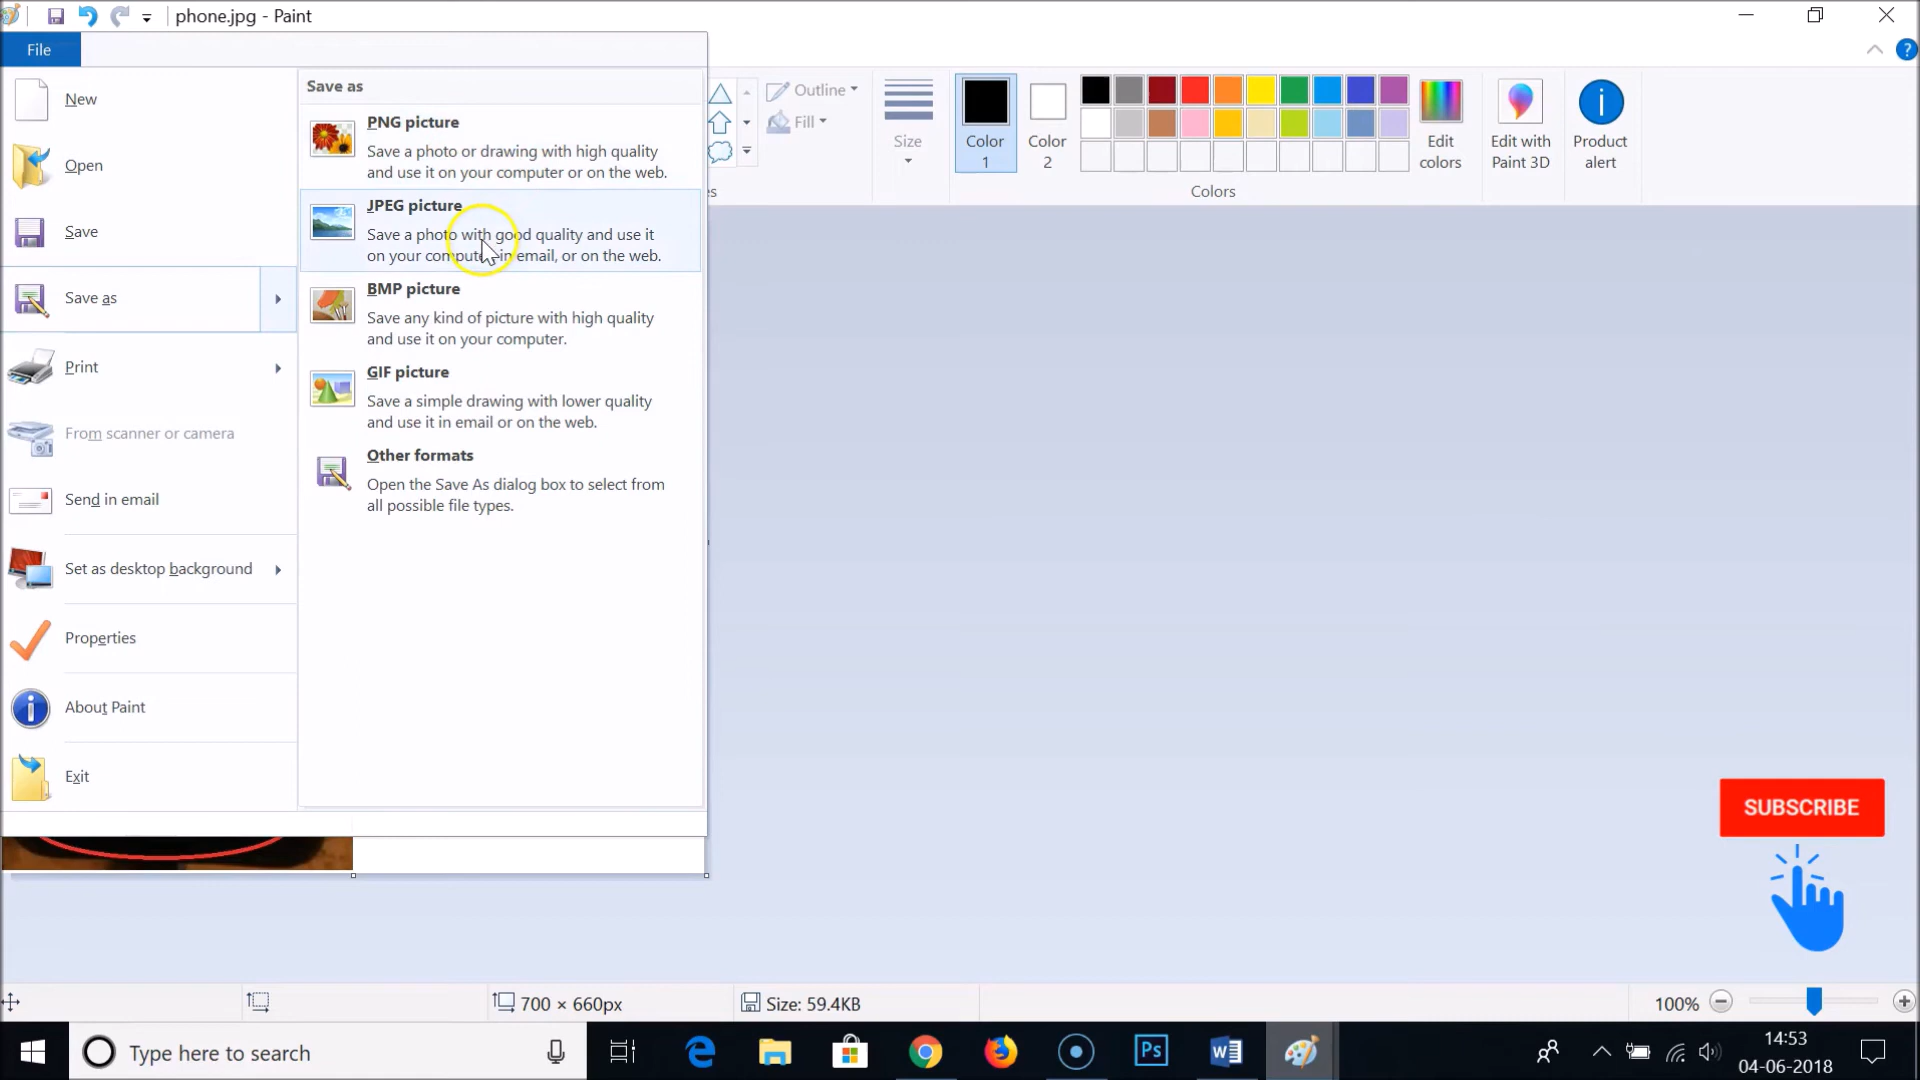 phone.jpg - Paint
File
New
Open
Save
Save as
Print
From scanner or camera
Send in email
Set as desktop background
Properties
About Paint
Exit
Save as
PNG picture
Save a photo or drawing with high quality
and use it on your computer or on the web.
JPEG picture
Save a photo with good quality and use it
on your computer, in email, or on the web.
BMP picture
Save any kind of picture with high quality
and use it on your computer.
GIF picture
Save a simple drawing with lower quality
and use it in email or on the web.
Other formats
Open the Save As dialog box to select from
all possible file types.
es
Outline
Fill
Size
Color
1
Color
2
Edit
colors
Edit with
Paint 3D
Product
alert
Colors
SUBSCRIBE
700 × 660px
Size: 59.4KB
100%
Type here to search
Ps
14:53
04-06-2018